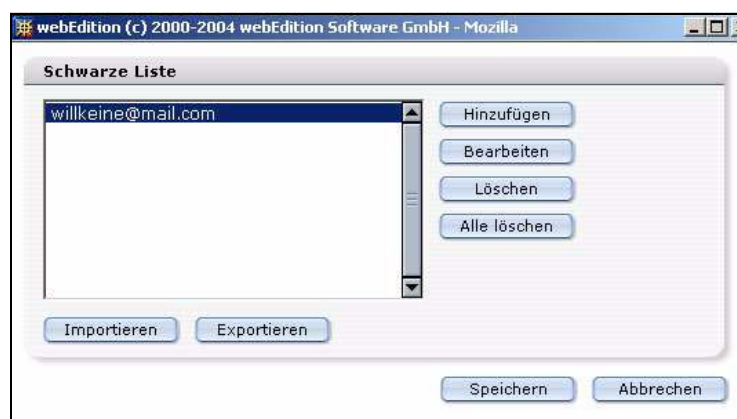 webEdition (c) 2000-2004 webEdition Software GmbH - Mozilla
Schwarze Liste
willkeine@mail.com
Hinzufügen
Bearbeiten
Löschen
Alle löschen
Importieren Exportieren
Speichern Abbrechen